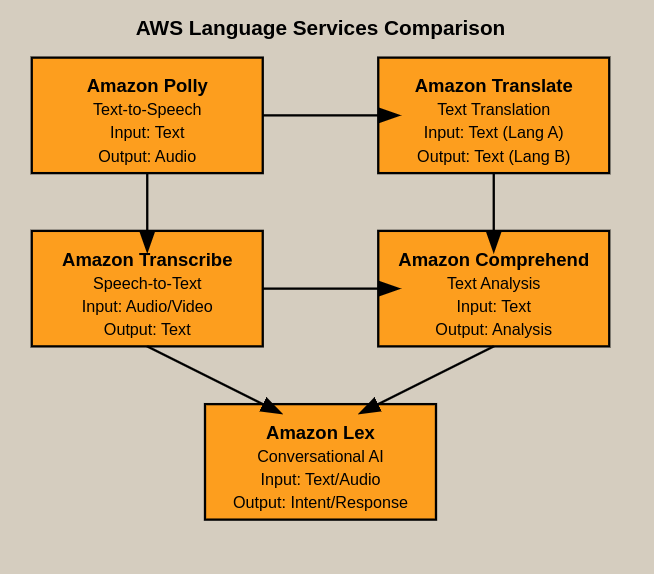 AWS Language Services Comparison
Amazon Polly
Text-to-Speech
Input: Text
Output: Audio
Amazon Translate
Text Translation
Input: Text (Lang A)
Output: Text (Lang B)
Amazon Transcribe
Speech-to-Text
Input: Audio/Video
Output: Text
Amazon Comprehend
Text Analysis
Input: Text
Output: Analysis
Amazon Lex
Conversational AI
Input: Text/Audio
Output: Intent/Response